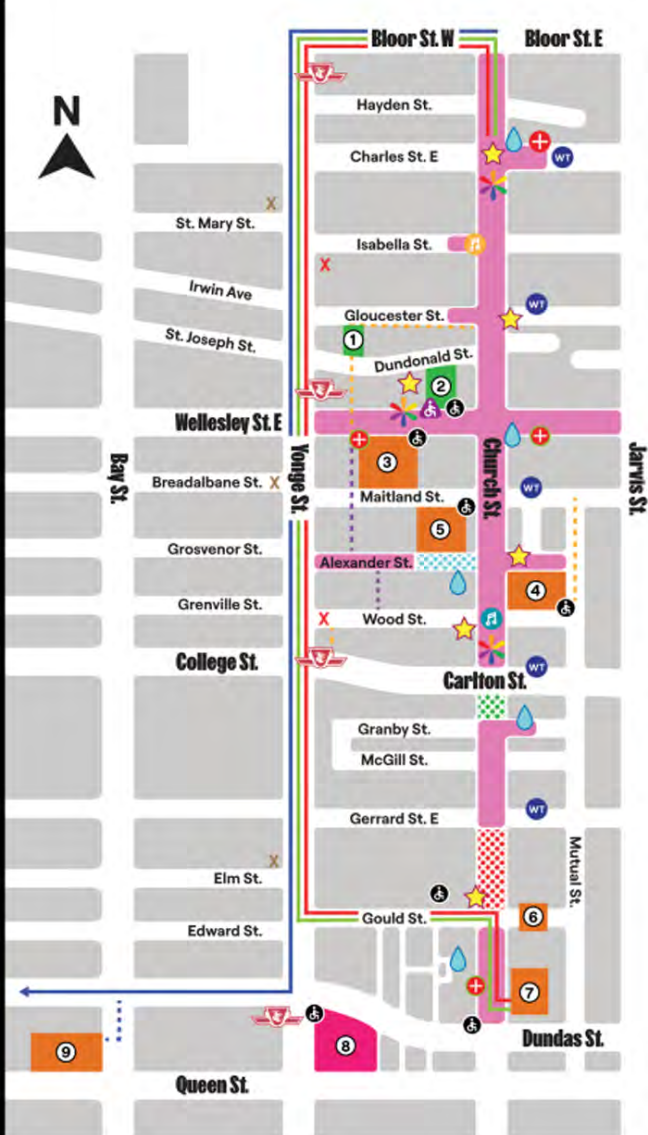 Bloor St. W
Bloor St. E
N
Hayden St.
Charles St. E
WT
X
St. Mary St.
Isabella St.
X
Irwin Ave
WT
Gloucester St.
St. Joseph St.
1
Dundonald St.
2
Wellesley St. E
Bay St.
Yonge St.
Church St.
Jarvis St.
3
Breadalbane St. X
WT
Maitland St.
5
Grosvenor St.
Alexander St.
4
Grenville St.
X
Wood St.
College St.
WT
Carlton St.
Granby St.
McGill St.
WT
Gerrard St. E
X
Elm St.
Mutual St.
Gould St.
6
Edward St.
7
Dundas St.
9
8
Queen St.